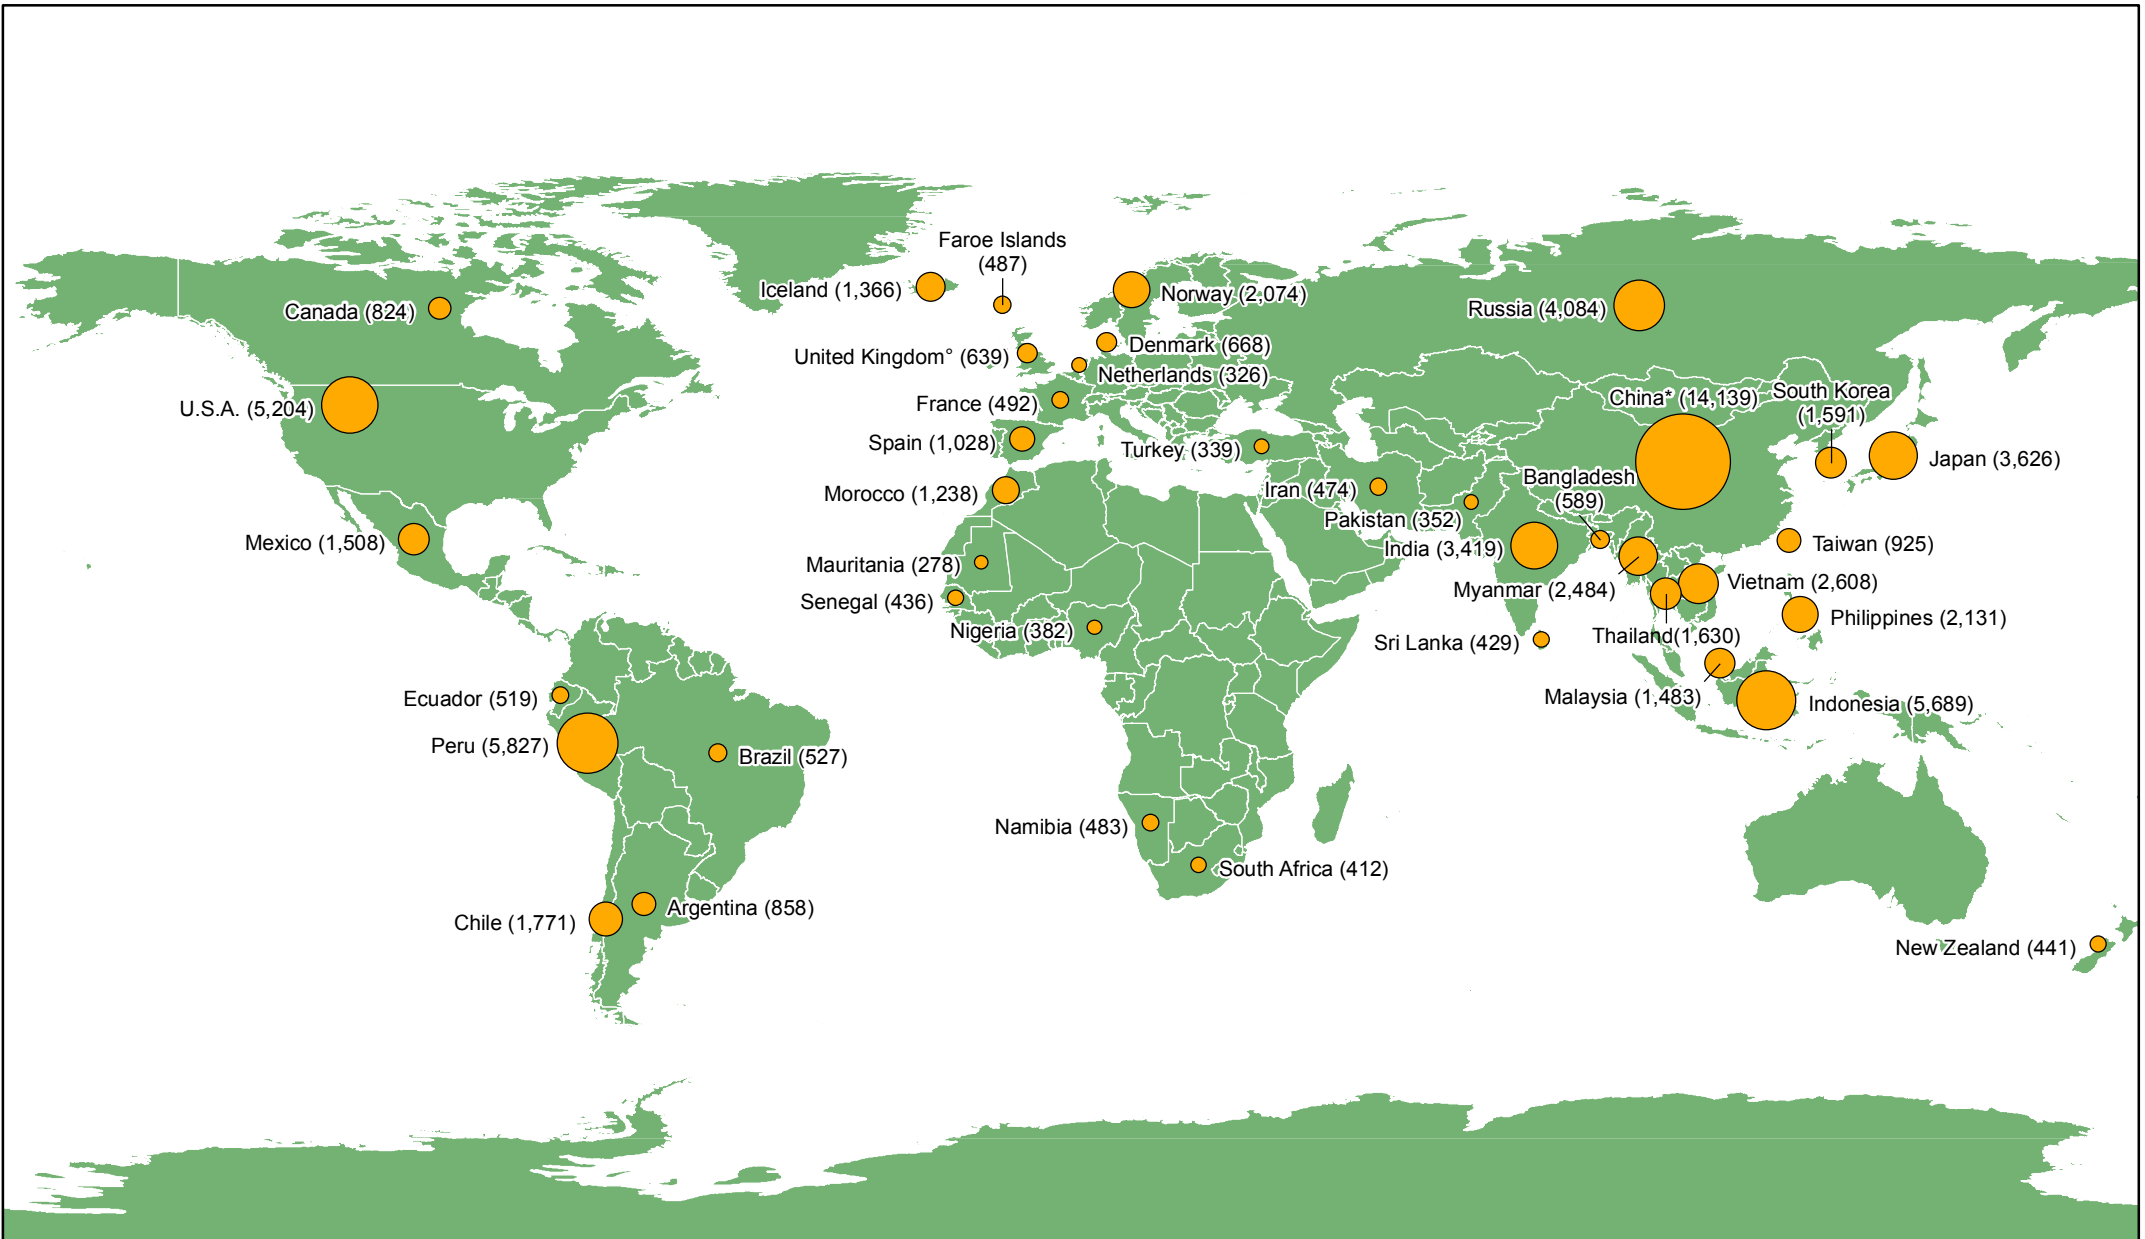 Faroe Islands
(487)
Iceland (1,366)
Norway (2,074)
Canada (824)
Russia (4,084)
United Kingdom° (639)
Denmark (668)
Netherlands (326)
U.S.A. (5,204)
France (492)
China* (14,139)
South Korea
(1,591)
Spain (1,028)
Turkey (339)
Japan (3,626)
Morocco (1,238)
Iran (474)
Bangladesh
(589)
Pakistan (352)
Mexico (1,508)
India (3,419)
Taiwan (925)
Mauritania (278)
Myanmar (2,484)
Vietnam (2,608)
Senegal (436)
Philippines (2,131)
Nigeria (382)
Thailand(1,630)
Sri Lanka (429)
Ecuador (519)
Malaysia (1,483)
Indonesia (5,689)
Peru (5,827)
Brazil (527)
Namibia (483)
South Africa (412)
Argentina (858)
Chile (1,771)
New Zealand (441)